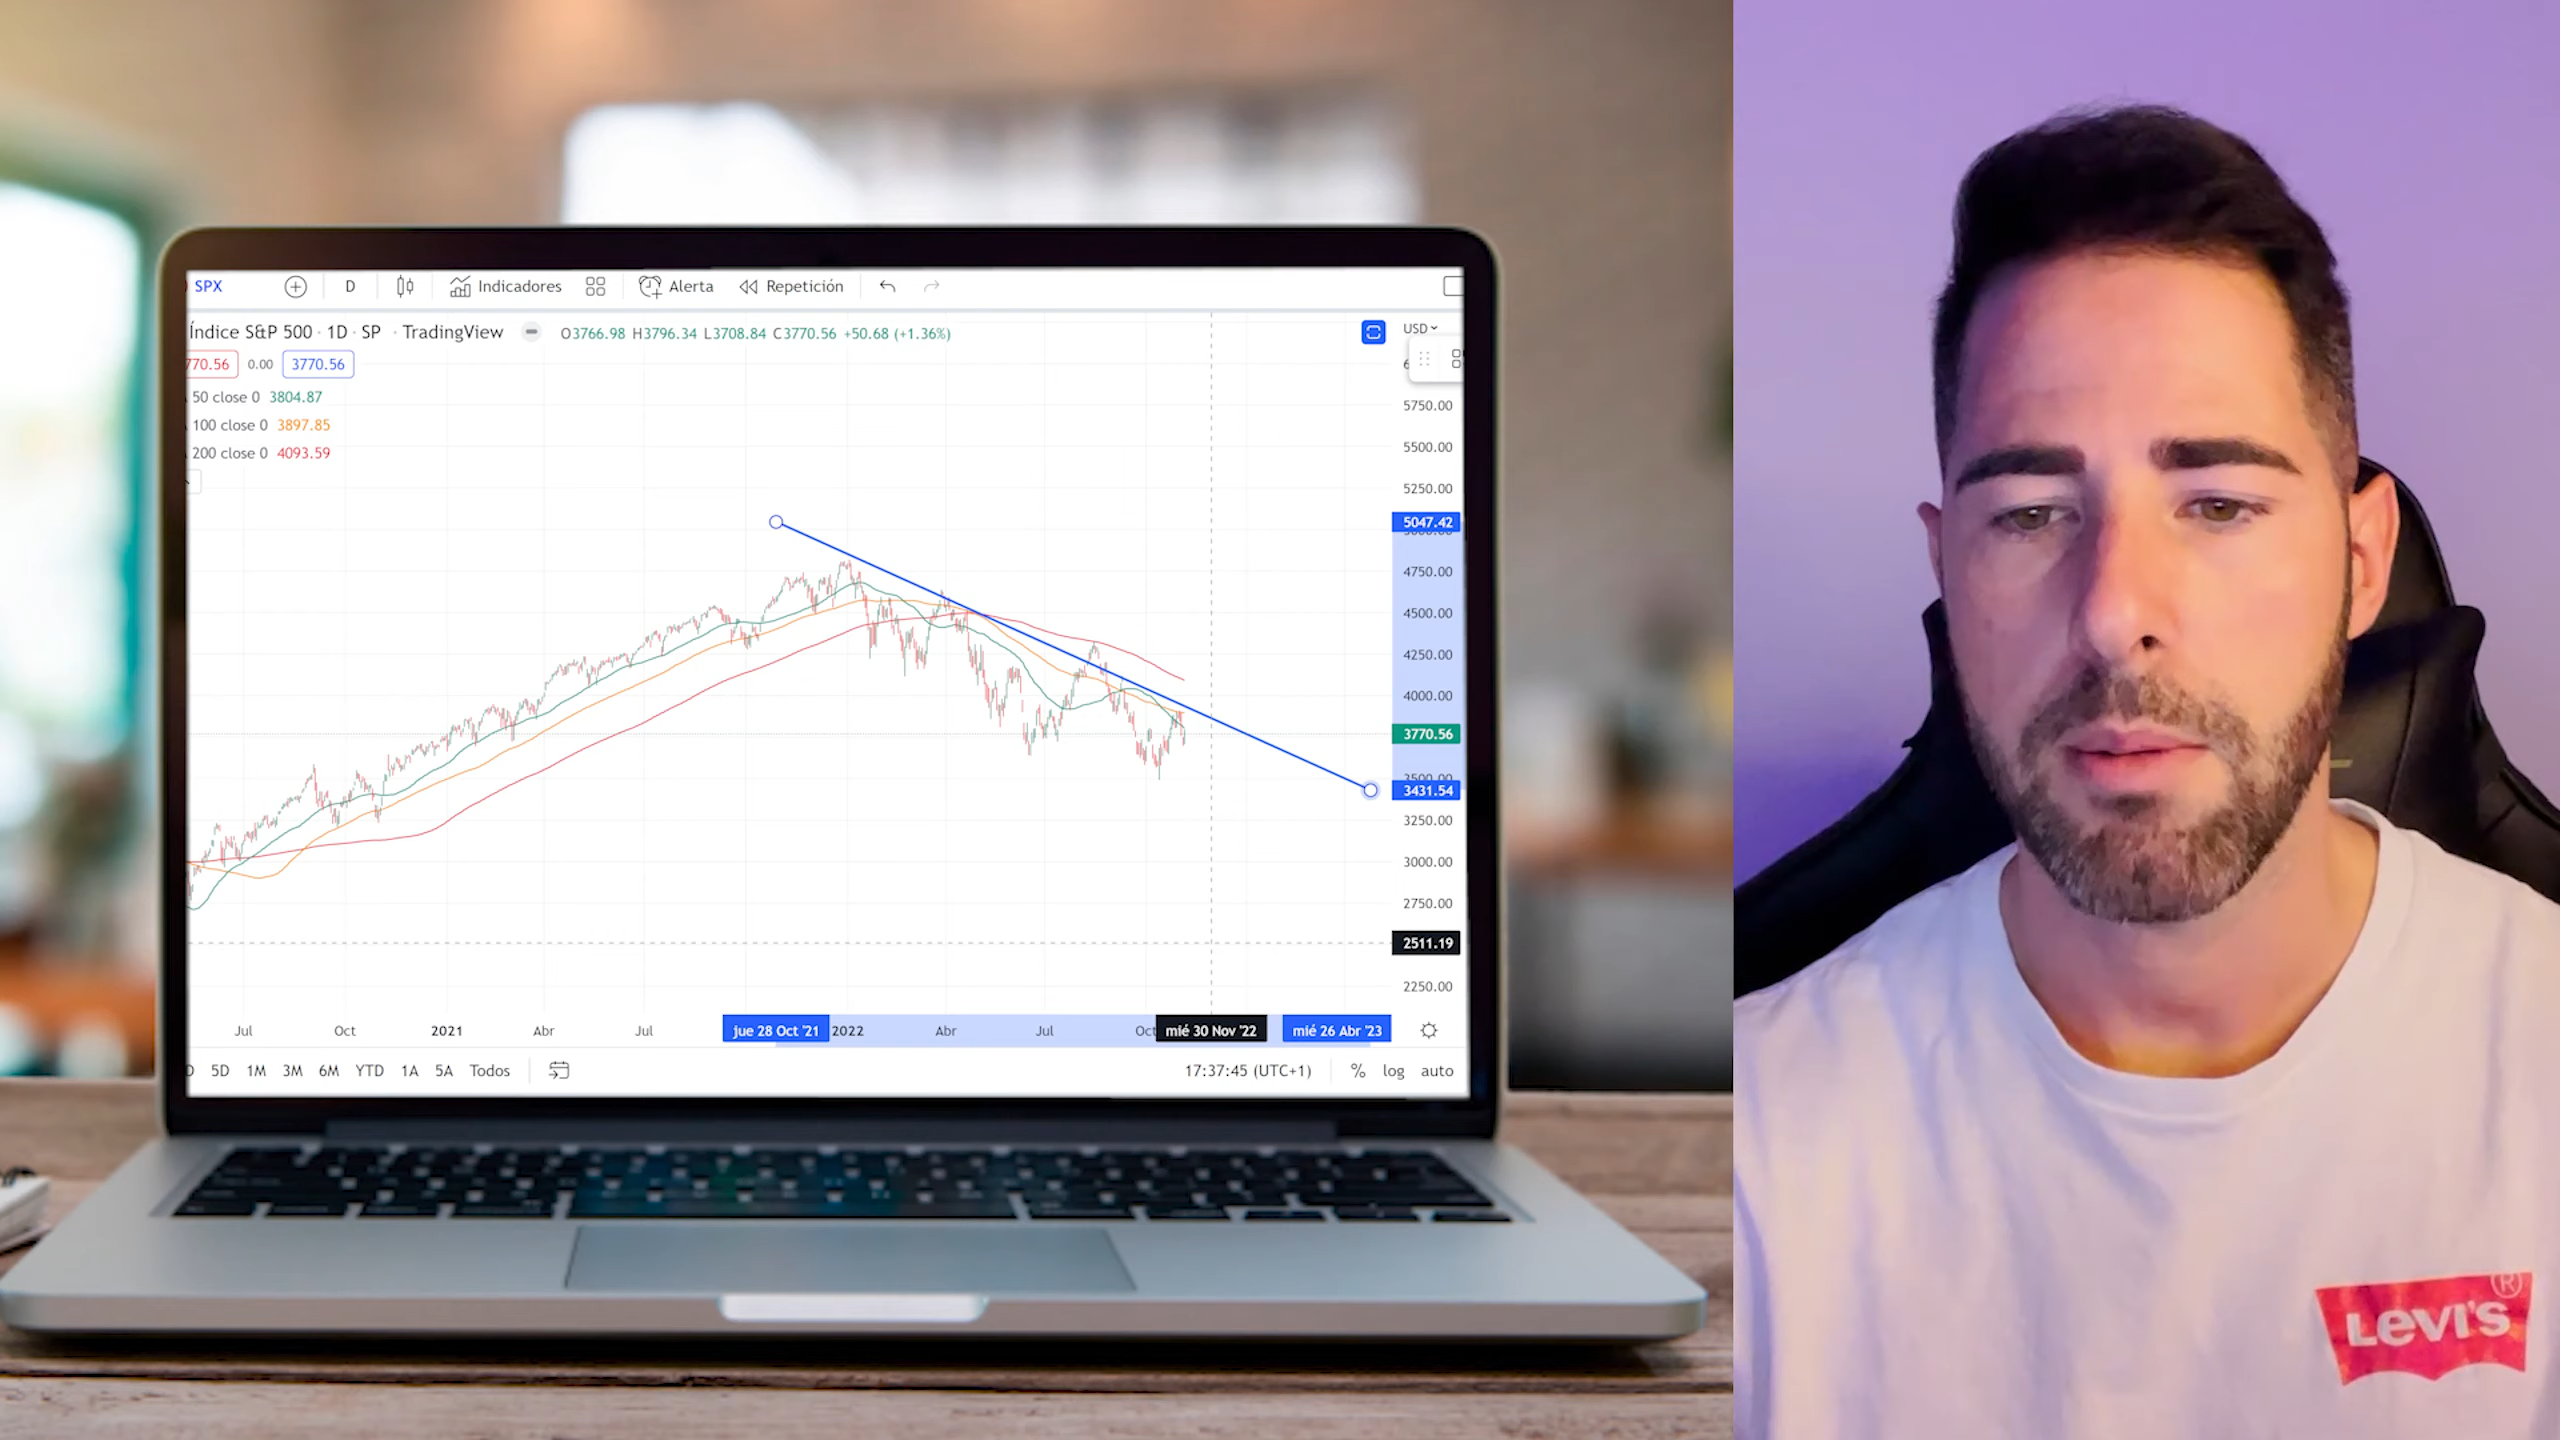 SPX D Indicadores Alerta Repetición
Índice S&P 500 · 1D · SP · TradingView O3766.98 H3796.34 L3708.84 C3770.56 +50.68 (+1.36%) USD
770.56 0.00 3770.56
50 close 0 3804.87
100 close 0 3897.85
200 close 0 4093.59
5750.00
5500.00
5250.00
5047.42
4750.00
4500.00
4250.00
4000.00
3770.56
3500.00
3431.54
3250.00
3000.00
2750.00
2511.19
2250.00
Jul Oct 2021 Abr Jul jue 28 Oct '21 2022 Abr Jul Oct mié 30 Nov '22 mié 26 Abr '23
5D 1M 3M 6M YTD 1A 5A Todos 17:37:45 (UTC+1) % log auto
Levi's ®